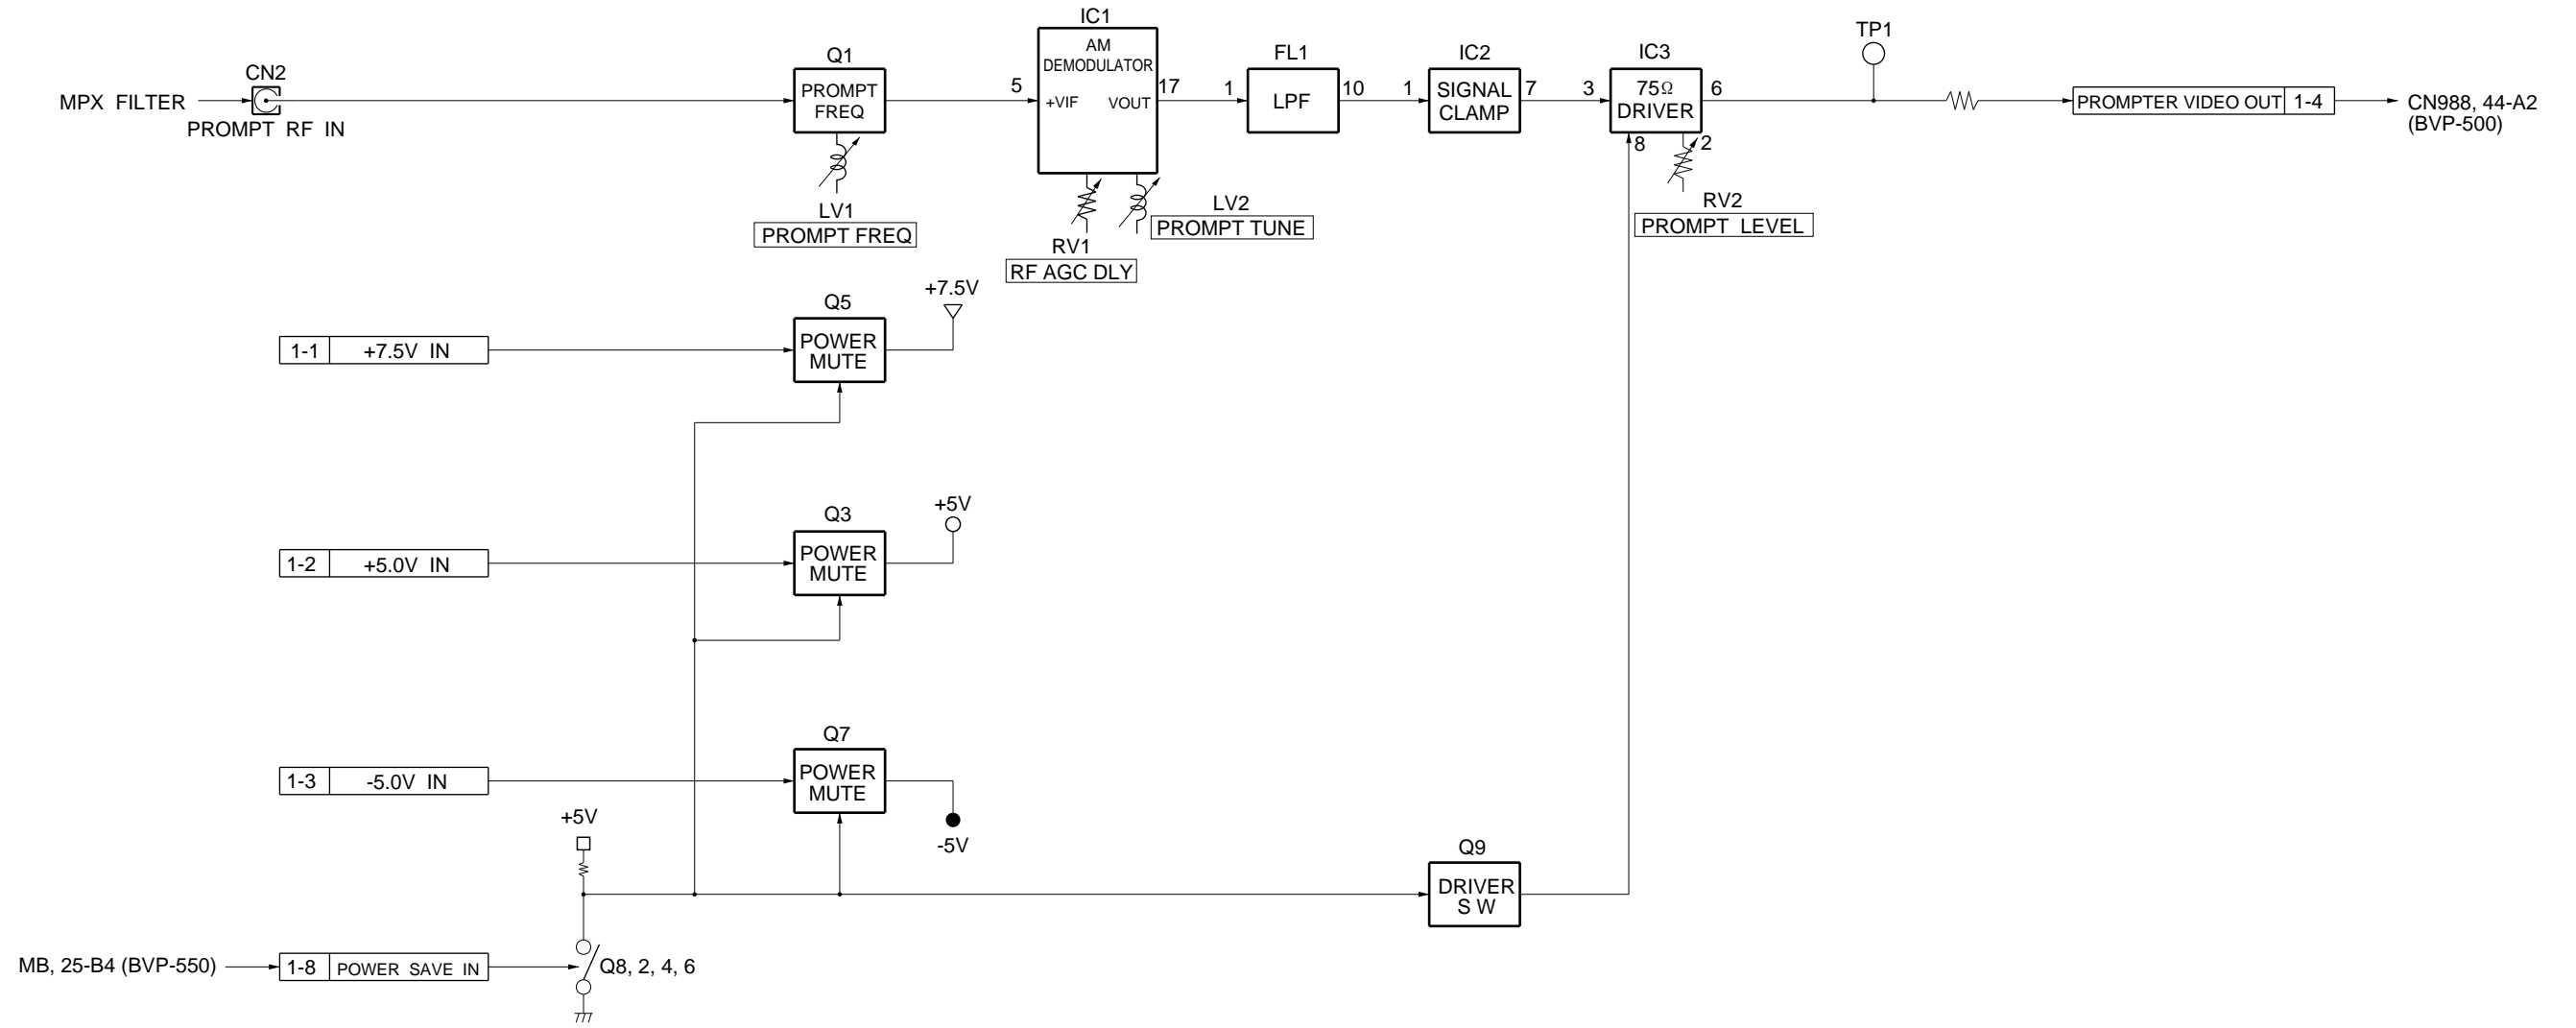 IC1
AM
DEMODULATOR
+VIF
VOUT
5
17
TP1
Q1
PROMPT
FREQ
FL1
LPF
1
10
IC2
SIGNAL
CLAMP
1
7
IC3
75Ω
DRIVER
3
6
8
2
CN2
MPX FILTER
PROMPT RF IN
PROMPTER VIDEO OUT 1-4
CN988, 44-A2
(BVP-500)
LV1
PROMPT FREQ
RV1
RF AGC DLY
LV2
PROMPT TUNE
RV2
PROMPT LEVEL
Q5
+7.5V
1-1 +7.5V IN
POWER
MUTE
Q3
+5V
1-2 +5.0V IN
POWER
MUTE
Q7
1-3 -5.0V IN
POWER
MUTE
-5V
+5V
Q9
DRIVER
S W
MB, 25-B4 (BVP-550)
1-8 POWER SAVE IN
Q8, 2, 4, 6